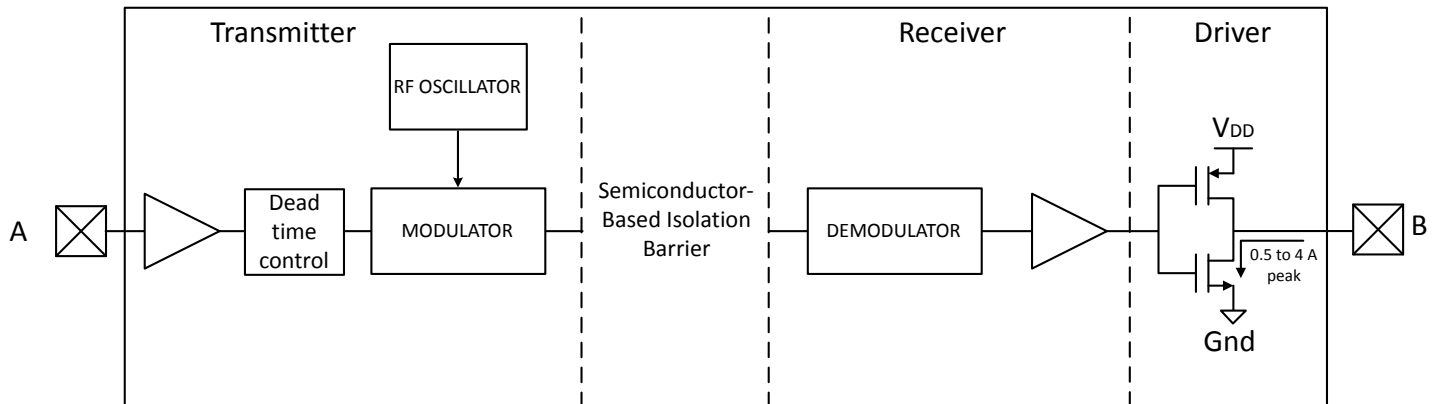 Transmitter
Receiver
Driver
RF OSCILLATOR
VDD
A
Dead
time
control
MODULATOR
Semiconductor-
Based Isolation
Barrier
DEMODULATOR
B
0.5 to 4 A
peak
Gnd